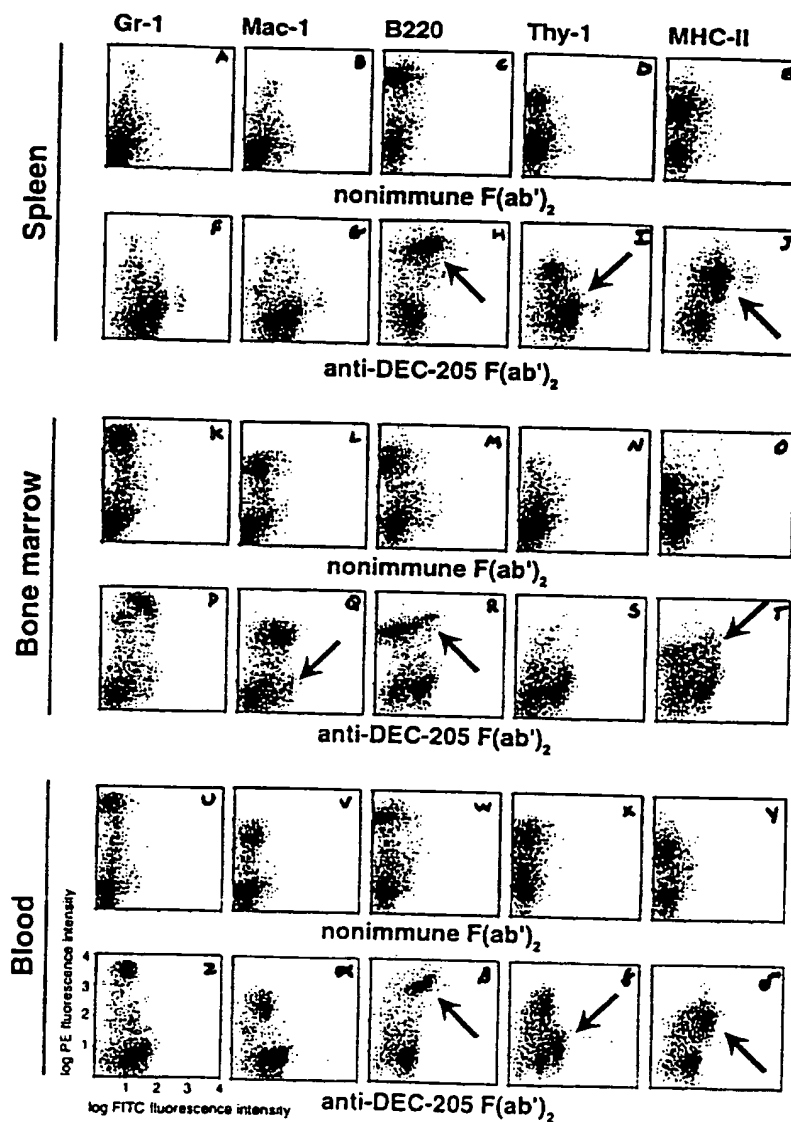 Gr-1 Mac-1 B220 Thy-1 MHC-II
Spleen
A B C D E
nonimmune F(ab')₂
F G H I J
anti-DEC-205 F(ab')₂
Bone marrow
K L M N O
nonimmune F(ab')₂
P Q R S T
anti-DEC-205 F(ab')₂
Blood
U V W X Y
nonimmune F(ab')₂
log PE fluorescence intensity
4
3
2
1
Z α β δ
1 2 3 4
log FITC fluorescence intensity
anti-DEC-205 F(ab')₂